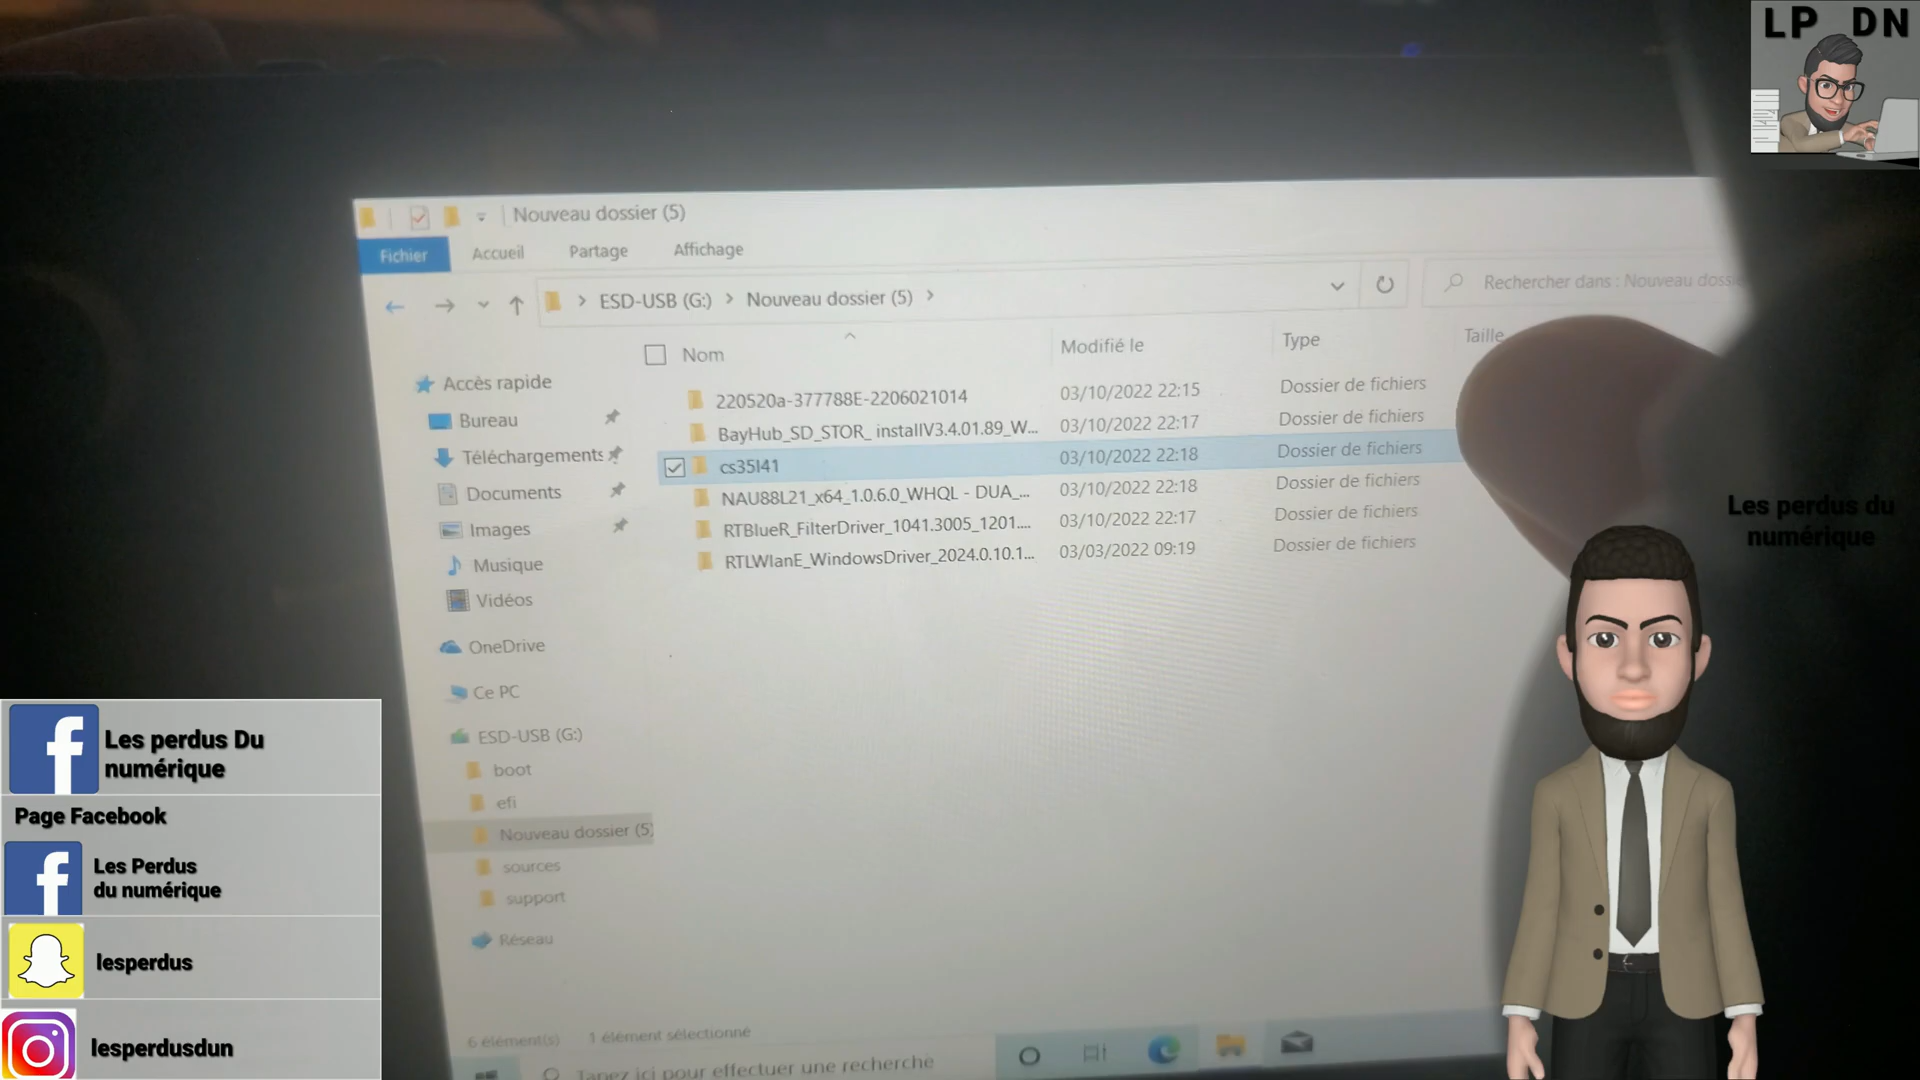 LP DN
Nouveau dossier (5)
Fichier Accueil Partage Affichage
ESD-USB (G:) Nouveau dossier (5)
Rechercher dans : Nouveau dossi
Nom Modifié le Type Taille
220520a-377788E-2206021014 03/10/2022 22:15 Dossier de fichiers
BayHub_SD_STOR_ installV3.4.01.89_W... 03/10/2022 22:17 Dossier de fichiers
cs35l41 03/10/2022 22:18 Dossier de fichiers
NAU88L21_x64_1.0.6.0_WHQL - DUA_... 03/10/2022 22:18 Dossier de fichiers
RTBlueR_FilterDriver_1041.3005_1201.... 03/10/2022 22:17 Dossier de fichiers
RTLWlanE_WindowsDriver_2024.0.10.1... 03/03/2022 09:19 Dossier de fichiers
Accès rapide
Bureau
Téléchargements
Documents
Images
Musique
Vidéos
OneDrive
Ce PC
ESD-USB (G:)
boot
efi
Nouveau dossier (5)
sources
support
Réseau
6 élément(s) 1 élément sélectionné
Tapez ici pour effectuer une recherche
Les perdus du
numérique
Les perdus Du
numérique
Page Facebook
Les Perdus
du numérique
lesperdus
lesperdusdun